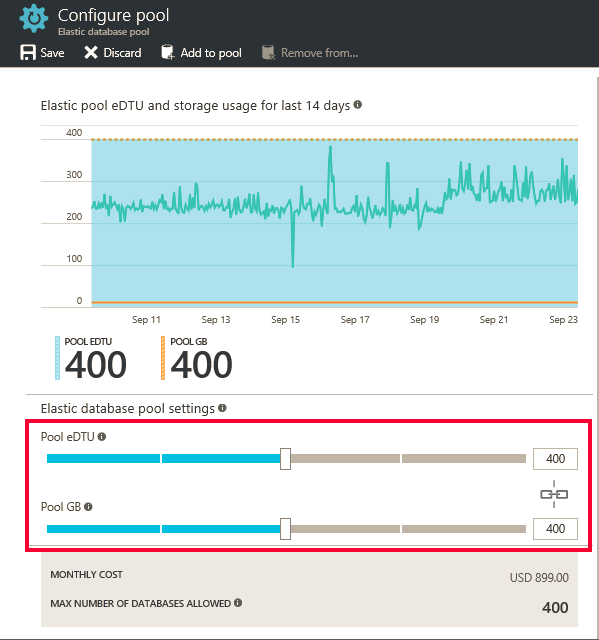 Configure pool
Elastic database pool
Save Discard Add to pool Remove from...
Elastic pool eDTU and storage usage for last 14 days
400
300
200
100
0
Sep 11 Sep 13 Sep 15 Sep 17 Sep 19 Sep 21 Sep 23
POOL EDTU POOL GB
400 400
Elastic database pool settings
Pool eDTU
400
Pool GB
400
MONTHLY COST USD 899.00
MAX NUMBER OF DATABASES ALLOWED 400